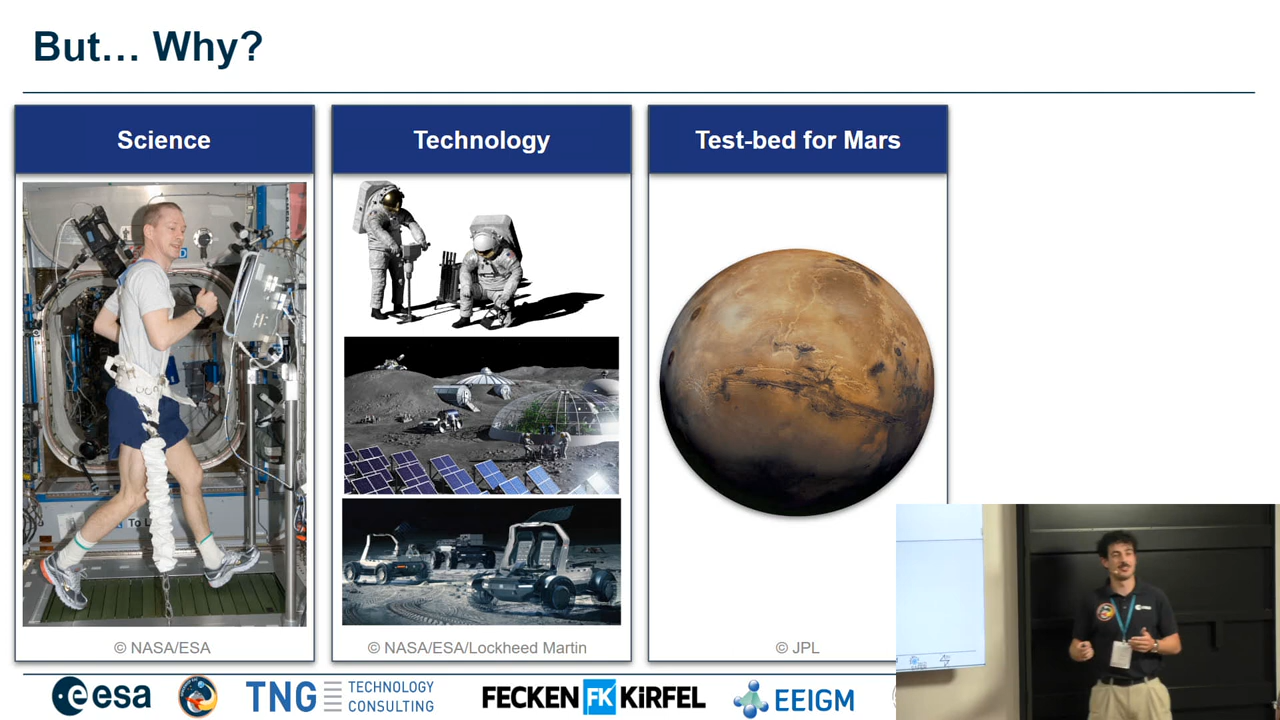 But… Why?
Science
Technology
Test-bed for Mars
© NASA/ESA
© NASA/ESA/Lockheed Martin
© JPL
esa
TNG TECHNOLOGY
CONSULTING
FECKEN FK KIRFEL
EEIGM